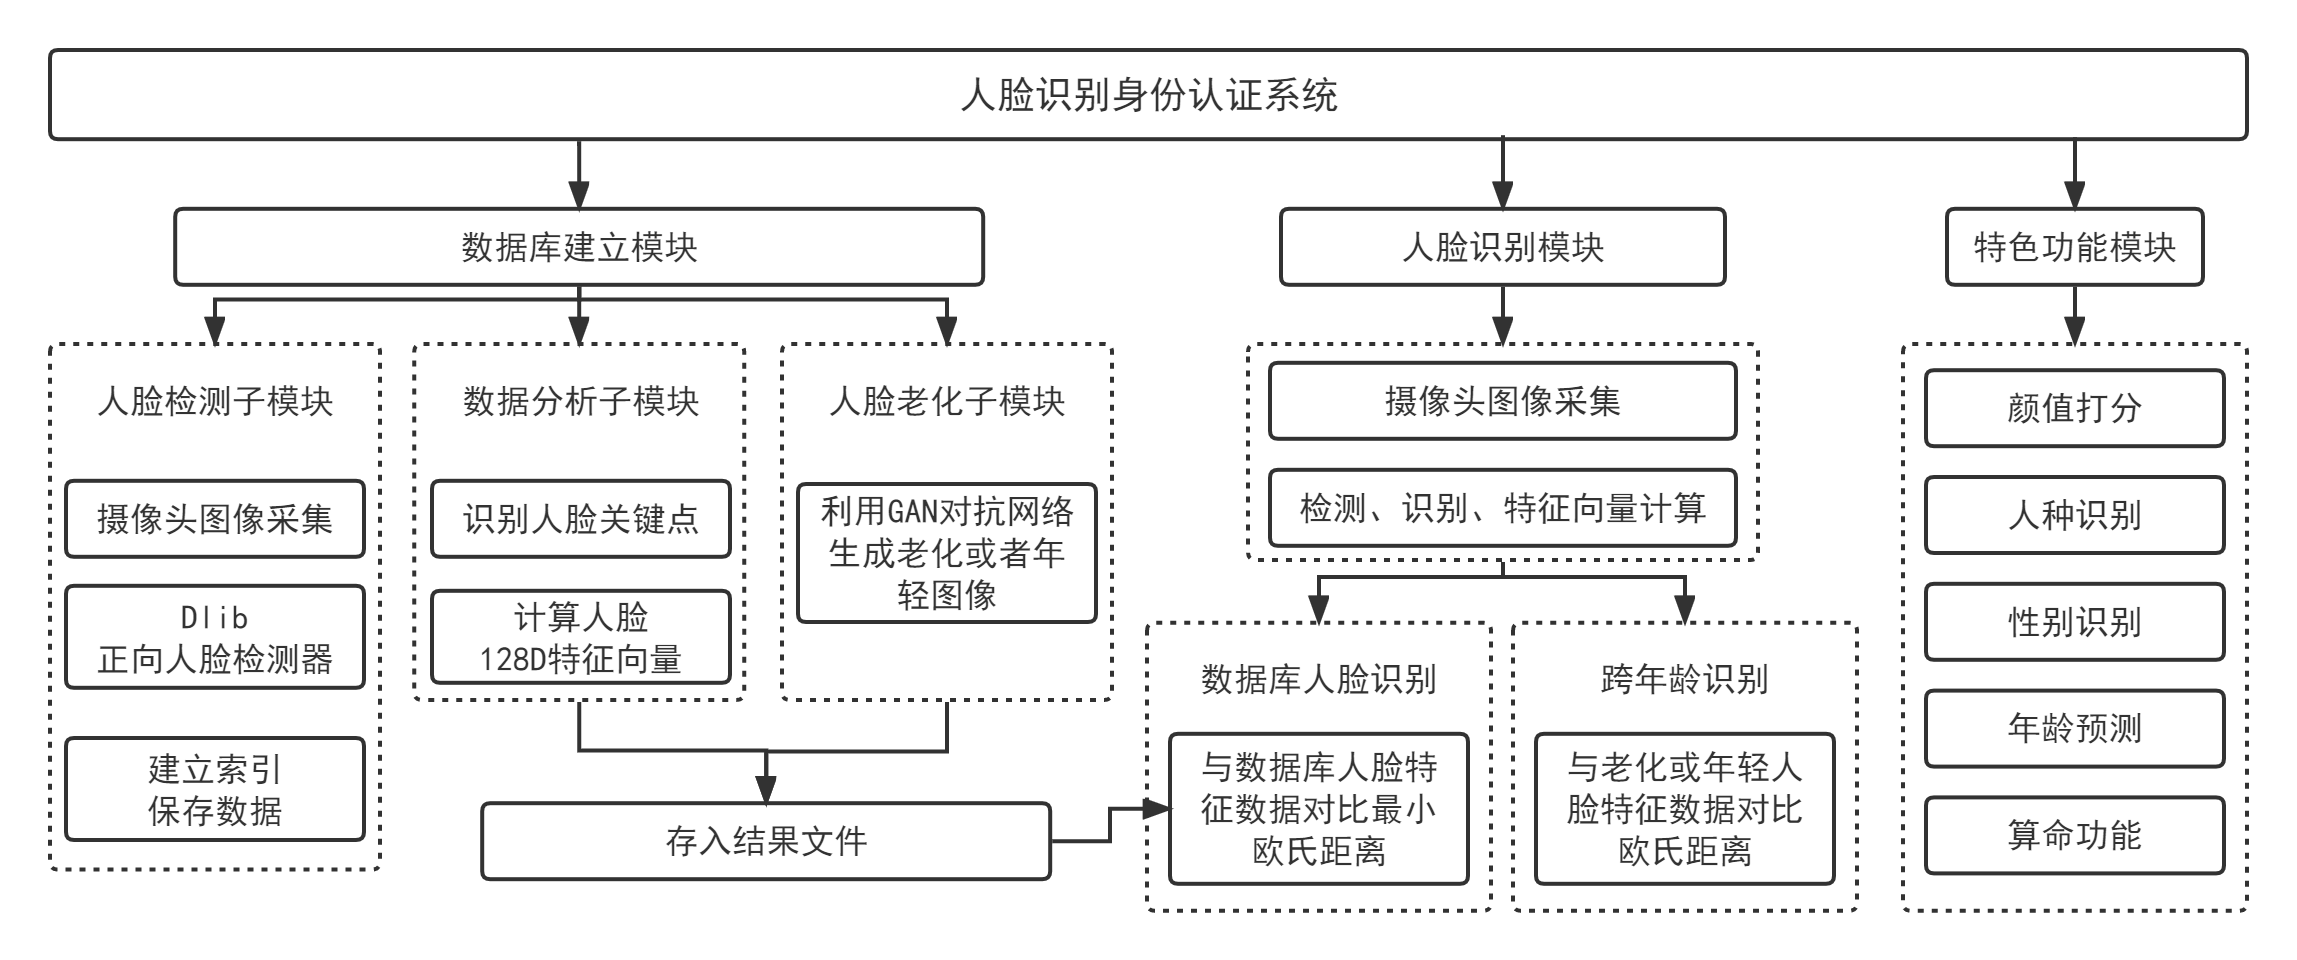 人脸识别身份认证系统
数据库建立模块
人脸识别模块
特色功能模块
人脸检测子模块
摄像头图像采集
Dlib
正向人脸检测器
建立索引
保存数据
数据分析子模块
识别人脸关键点
计算人脸
128D特征向量
人脸老化子模块
利用GAN对抗网络
生成老化或者年
轻图像
存入结果文件
摄像头图像采集
检测、识别、特征向量计算
数据库人脸识别
与数据库人脸特
征数据对比最小
欧氏距离
跨年龄识别
与老化或年轻人
脸特征数据对比
欧氏距离
颜值打分
人种识别
性别识别
年龄预测
算命功能